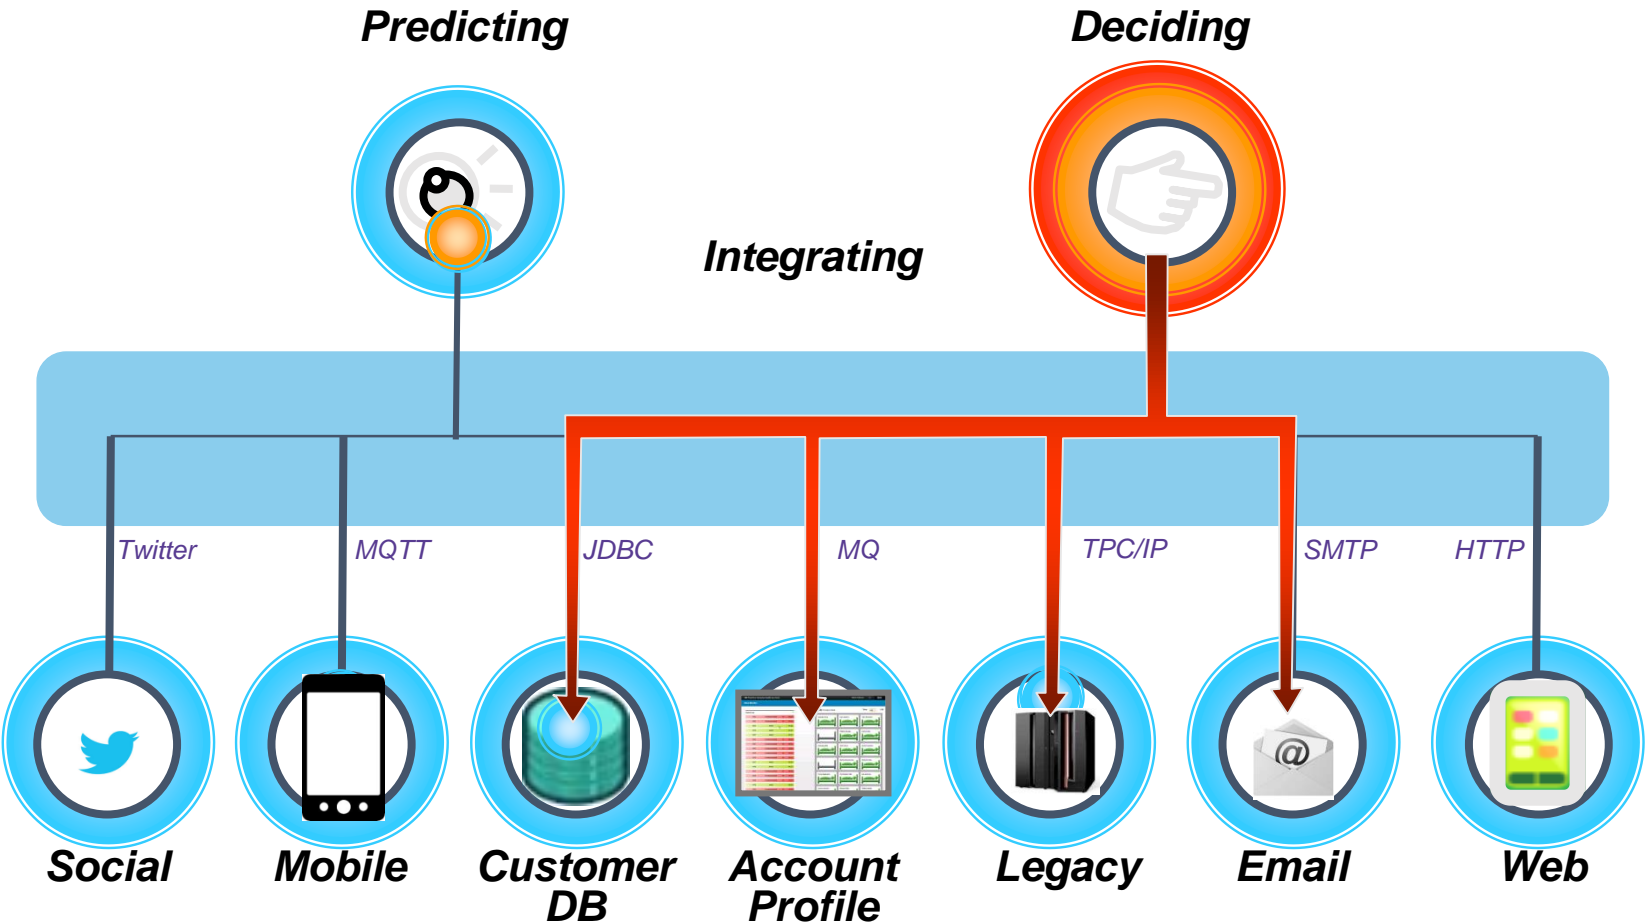 Predicting
Deciding
Integrating
Twitter
MQTT
JDBC
MQ
TPC/IP
SMTP
HTTP
@
Social
Mobile
Customer
DB
Account
Profile
Legacy
Email
Web